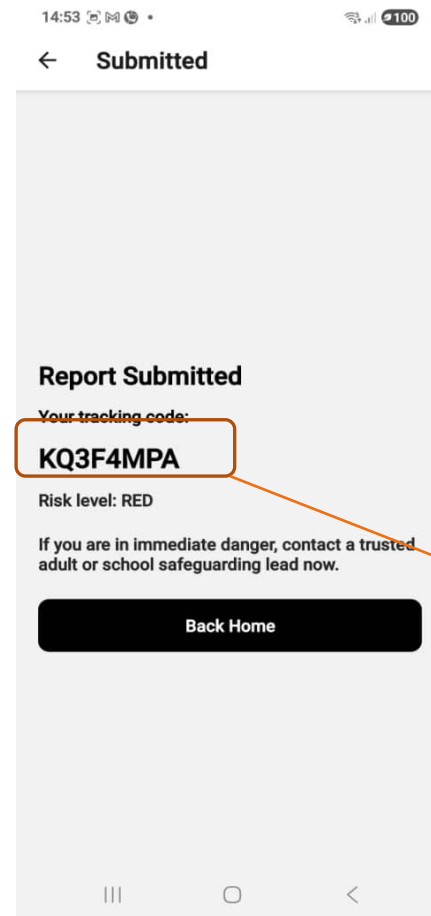 14:53
100
Submitted
Report Submitted
Your tracking code:
KQ3F4MPA
Risk level: RED
If you are in immediate danger, contact a trusted
adult or school safeguarding lead now.
Back Home